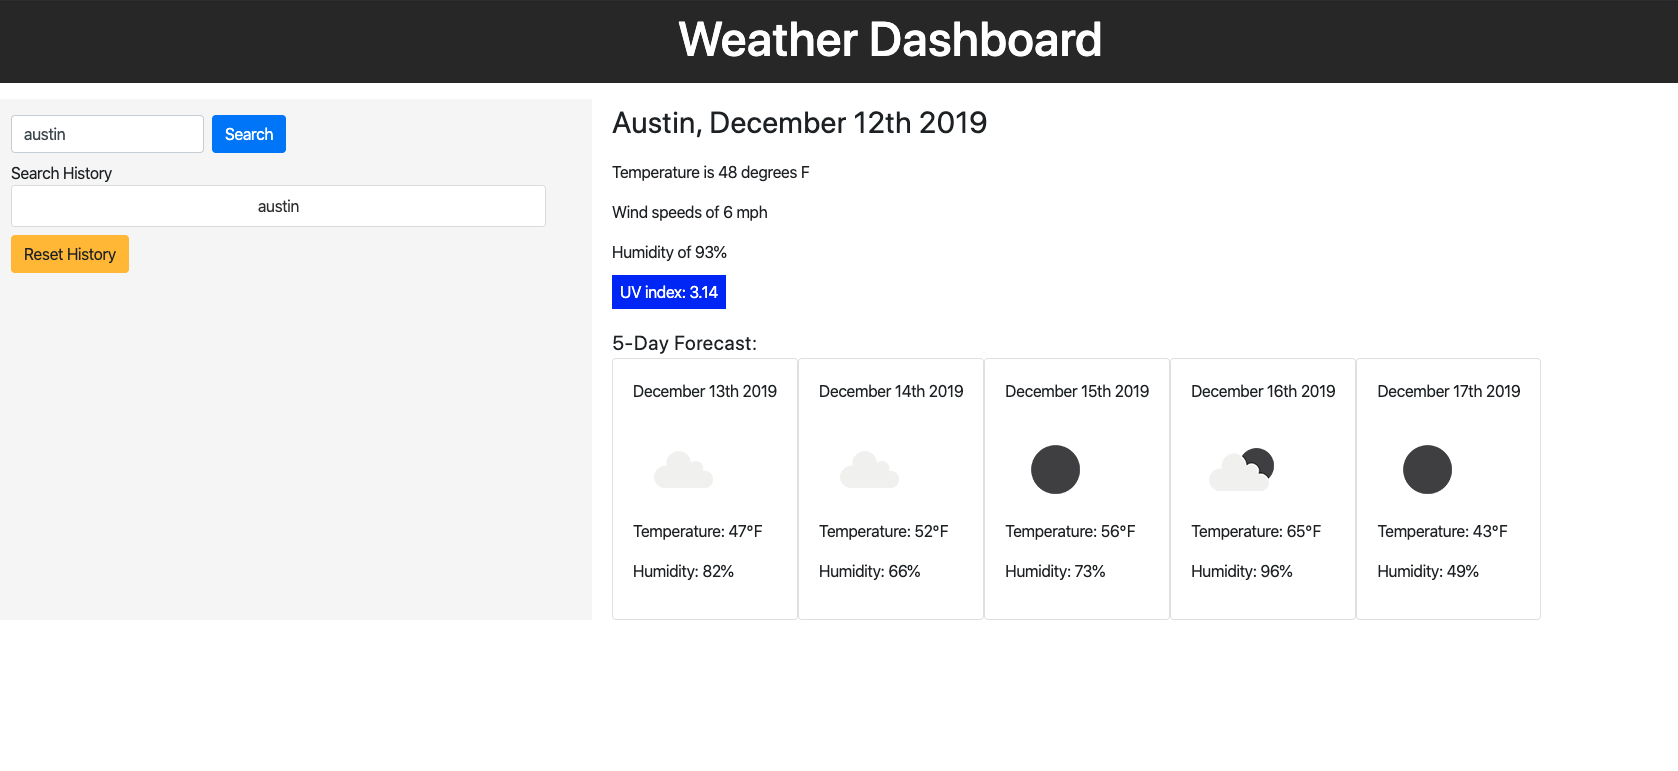 Weather Dashboard
austin
Search
Search History
austin
Reset History
Austin, December 12th 2019
Temperature is 48 degrees F
Wind speeds of 6 mph
Humidity of 93%
UV index: 3.14
5-Day Forecast:
December 13th 2019
Temperature: 47°F
Humidity: 82%
December 14th 2019
Temperature: 52°F
Humidity: 66%
December 15th 2019
Temperature: 56°F
Humidity: 73%
December 16th 2019
Temperature: 65°F
Humidity: 96%
December 17th 2019
Temperature: 43°F
Humidity: 49%